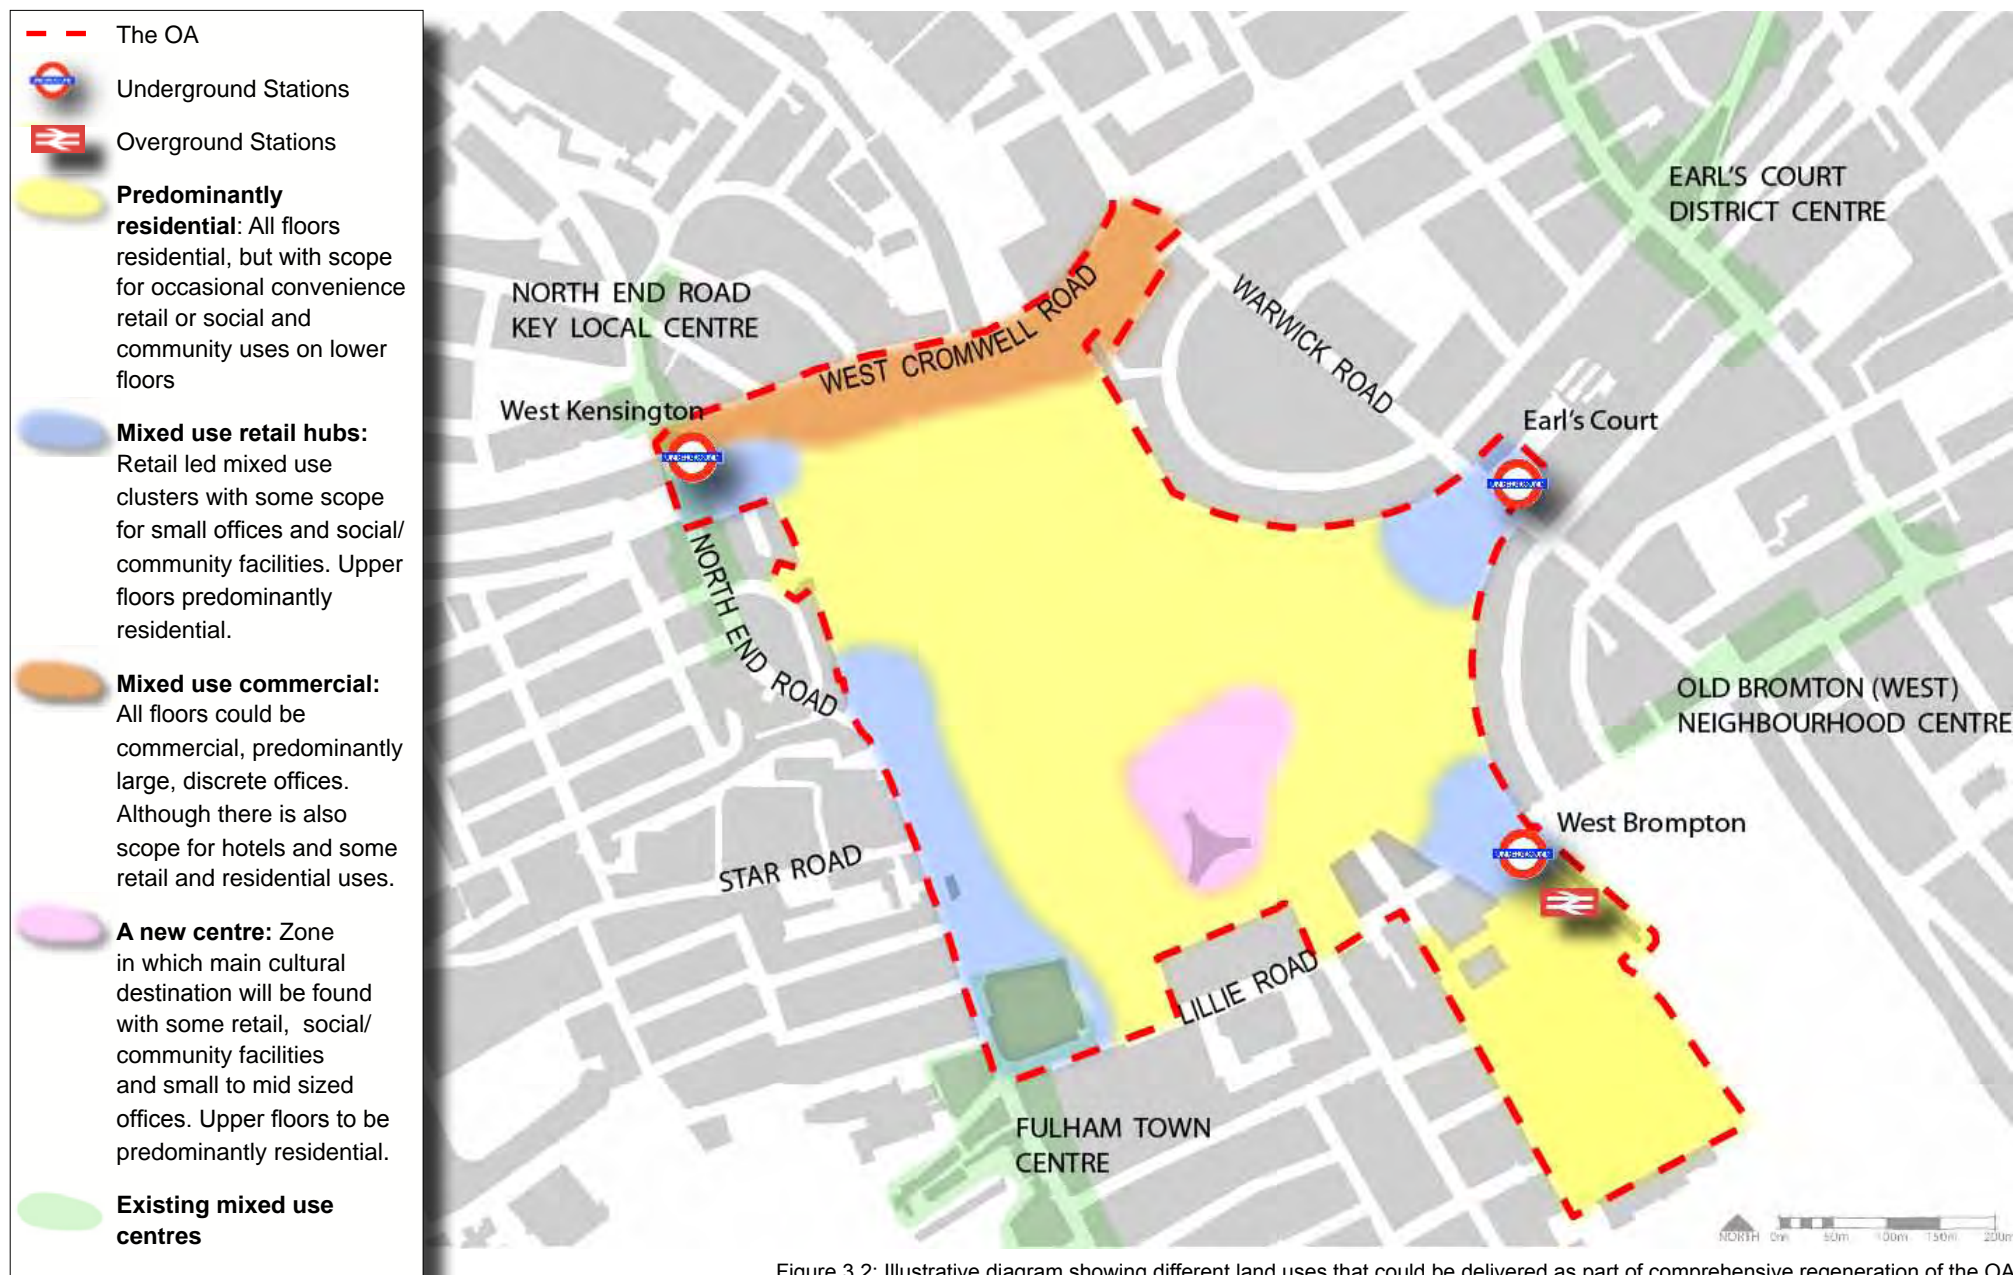 The OA
Underground Stations
Overground Stations
Predominantly
residential: All floors
residential, but with scope
for occasional convenience
retail or social and
community uses on lower
floors
Mixed use retail hubs:
Retail led mixed use
clusters with some scope
for small offices and social/
community facilities. Upper
floors predominantly
residential.
Mixed use commercial:
All floors could be
commercial, predominantly
large, discrete offices.
Although there is also
scope for hotels and some
retail and residential uses.
A new centre: Zone
in which main cultural
destination will be found
with some retail, social/
community facilities
and small to mid sized
offices. Upper floors to be
predominantly residential.
Existing mixed use
centres
EARL'S COURT
DISTRICT CENTRE
NORTH END ROAD
KEY LOCAL CENTRE
WARWICK ROAD
WEST CROMWELL ROAD
West Kensington
UNDERGROUND
Earl's Court
UNDERGROUND
NORTH END ROAD
OLD BROMTON (WEST)
NEIGHBOURHOOD CENTRE
West Brompton
UNDERGROUND
STAR ROAD
LILLIE ROAD
FULHAM TOWN
CENTRE
NORTH 0m 50m 100m 150m 200m
Figure 3.2: Illustrative diagram showing different land uses that could be delivered as part of comprehensive regeneration of the OA